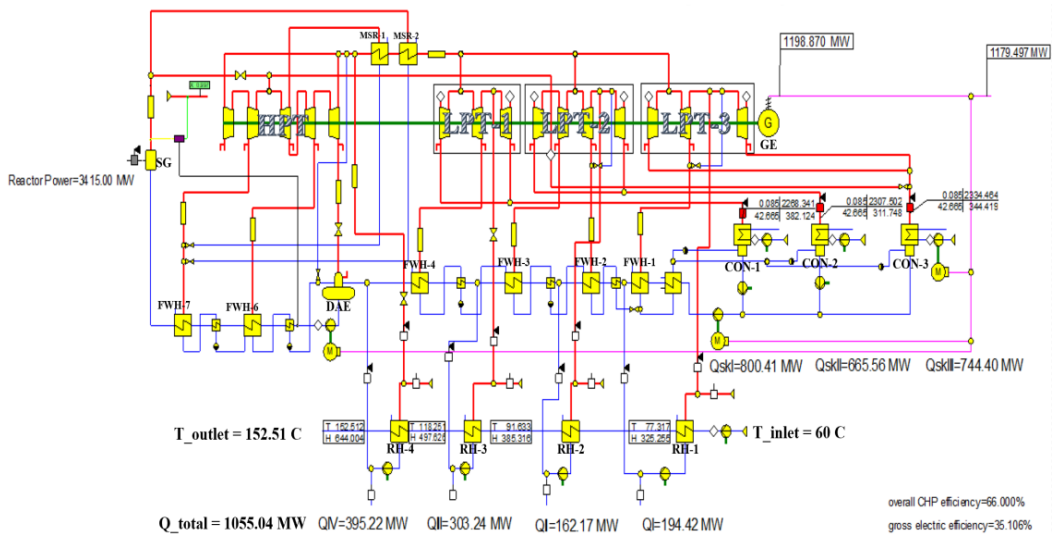 1198.870 MW
1179.497 MW
MSR-1
MSR-2
HPT
LPT-1
LPT-2
LPT-3
G
GE
SG
Reactor Power=3415.00 MW
0.085 2268.341
42.665 382.124
0.085 2307.502
42.665 311.748
0.085 2334.464
42.665 344.419
FWH-4
FWH-3
FWH-2
FWH-1
CON-1
CON-2
CON-3
M
FWH-7
FWH-6
DAE
M
M
QskI=800.41 MW
QskII=665.56 MW
QskIII=744.40 MW
T_outlet = 152.51 C
T 152.512
H 644.004
T 118.251
H 497.626
T 91.633
H 385.316
T 77.317
H 325.255
T_inlet = 60 C
RH-4
RH-3
RH-2
RH-1
Q_total = 1055.04 MW
QIV=395.22 MW
QII=303.24 MW
QI=162.17 MW
QI=194.42 MW
overall CHP efficiency=66.000%
gross electric efficiency=35.106%